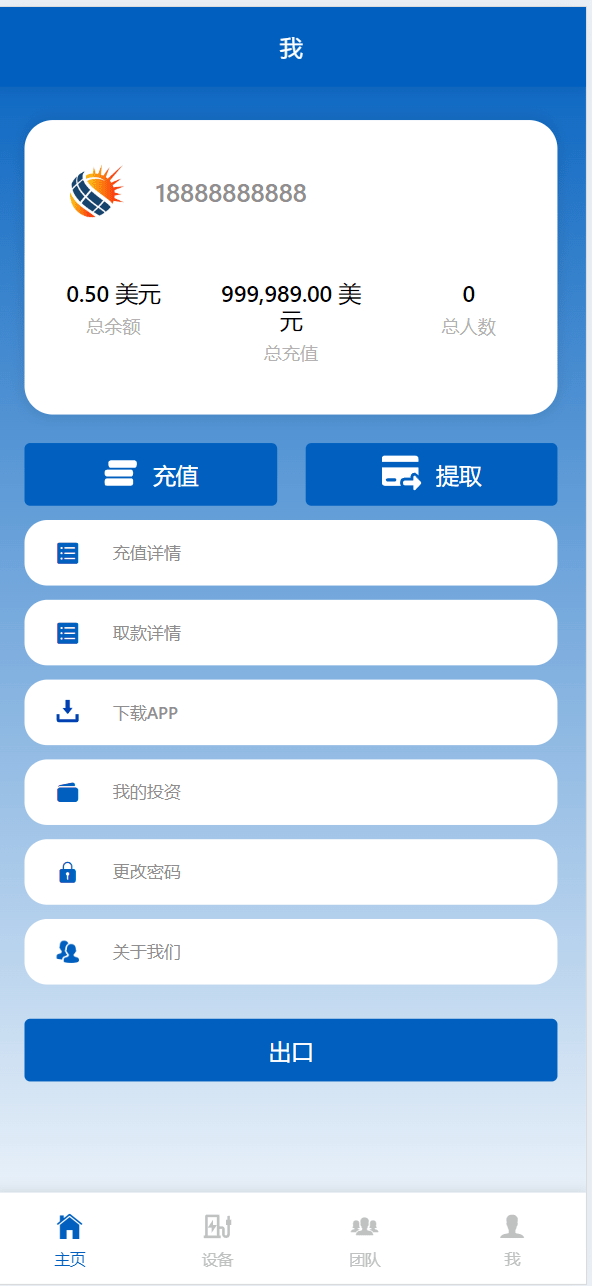 我
18888888888
0.50 美元
总余额
999,989.00 美
元
总充值
0
总人数
充值
提取
充值详情
取款详情
下载APP
我的投资
更改密码
关于我们
出口
主页
设备
团队
我